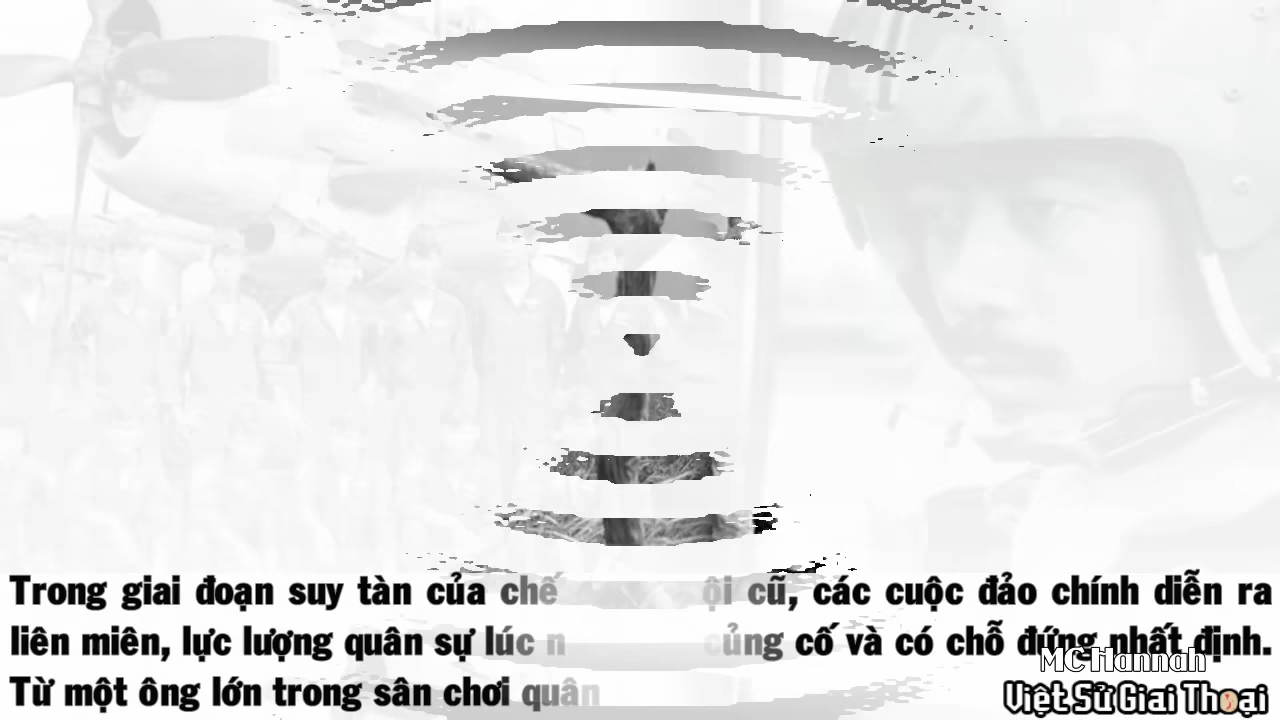 Trong giai đoạn suy tàn của chế ội cũ, các cuộc đảo chính diễn ra
liên miên, lực lượng quân sự lúc n củng cố và có chỗ đứng nhất định.
Từ một ông lớn trong sân chơi quân
MC Hannah
Việt Sử Giai Thoại